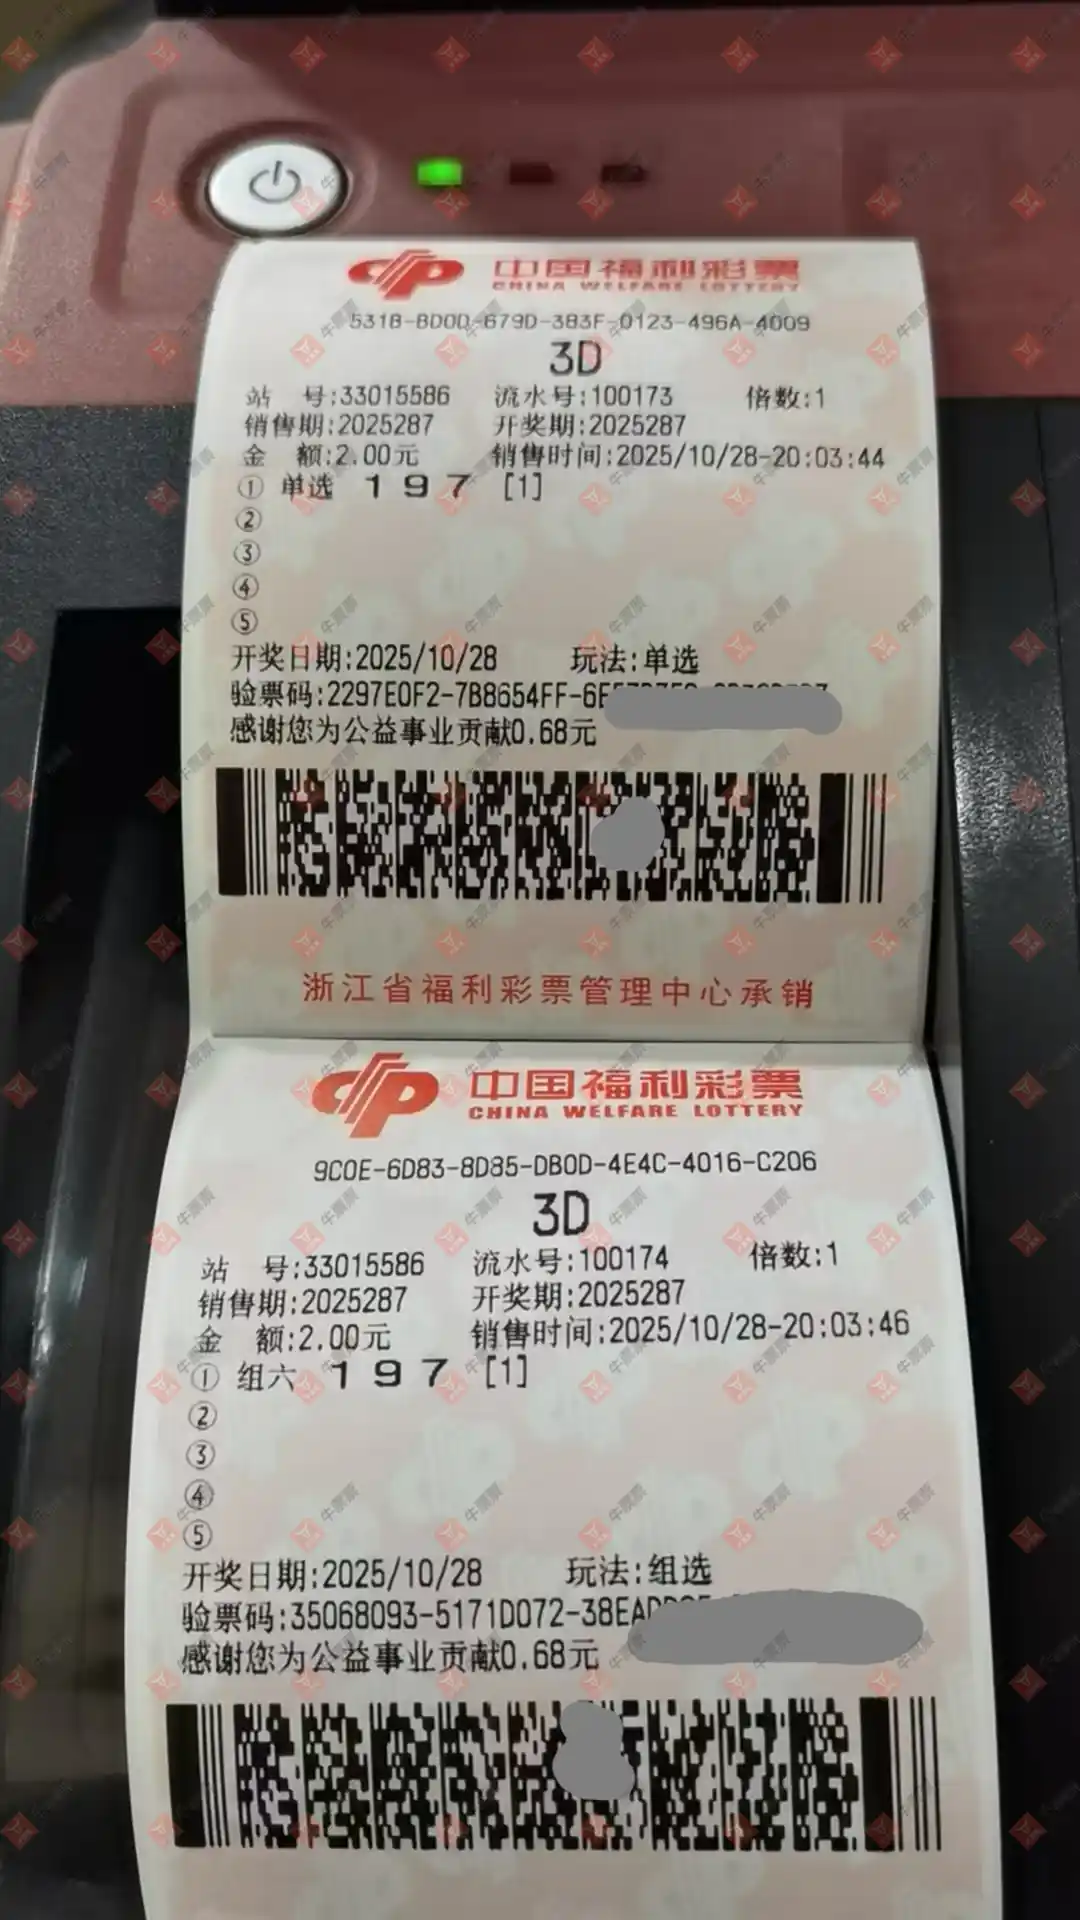 中国福利彩票
CHINA WELFARE LOTTERY
531B-BD0D-679D-383F-0123-496A-4009
3D
站 号:33015586 流水号:100173 倍数:1
销售期:2025287 开奖期:2025287
金 额:2.00元 销售时间:2025/10/28-20:03:44
① 单选 1 9 7 [1]
②
③
④
⑤
开奖日期:2025/10/28 玩法:单选
验票码:2297E0F2-7B8654FF-6E
感谢您为公益事业贡献0.68元
浙江省福利彩票管理中心承销
中国福利彩票
CHINA WELFARE LOTTERY
9C0E-6D83-8D85-DB0D-4E4C-4016-C206
3D
站 号:33015586 流水号:100174 倍数:1
销售期:2025287 开奖期:2025287
金 额:2.00元 销售时间:2025/10/28-20:03:46
① 组六 1 9 7 [1]
②
③
④
⑤
开奖日期:2025/10/28 玩法:组选
验票码:35068093-5171D072-38EA
感谢您为公益事业贡献0.68元
牛票票